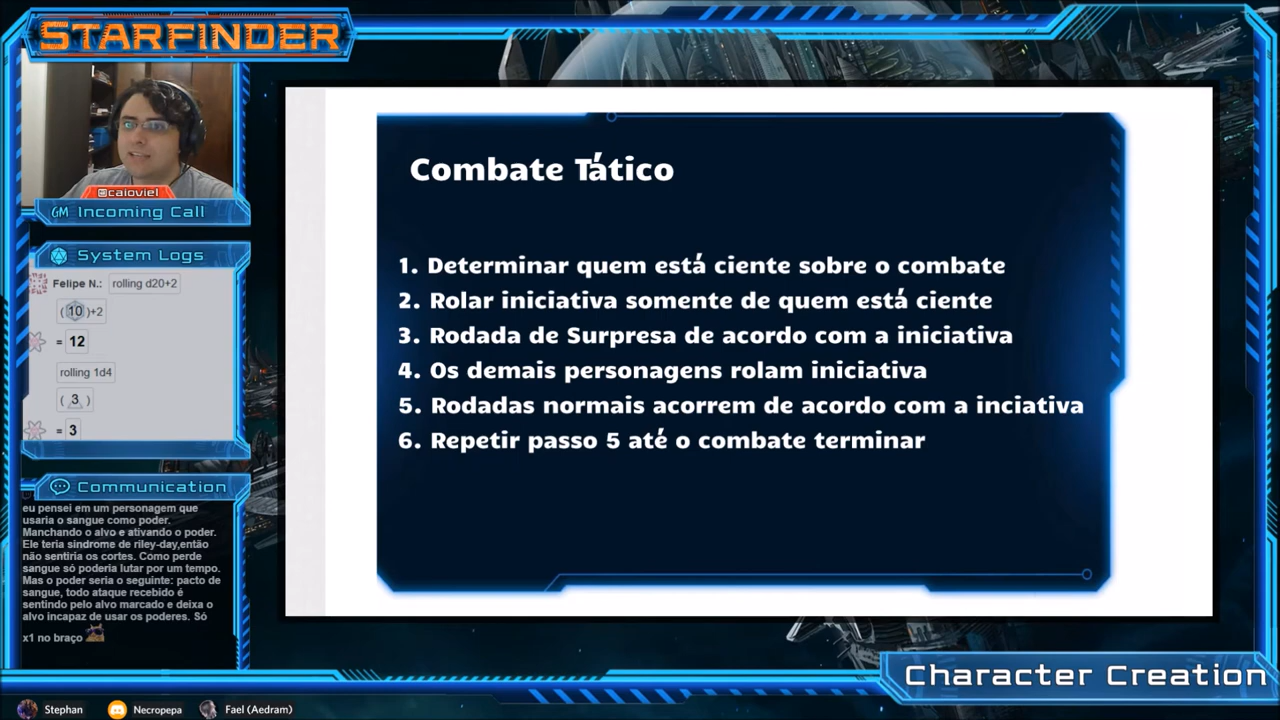 STARFINDER
@caioviel
GM Incoming Call
System Logs
Felipe N.: rolling d20+2
(10)+2
= 12
rolling 1d4
( 3 )
= 3
Communication
eu pensei em um personagem que
usaria o sangue como poder.
Manchando o alvo e ativando o poder.
Ele teria sindrome de riley-day,então
não sentiria os cortes. Como perde
sangue só poderia lutar por um tempo.
Mas o poder seria o seguinte: pacto de
sangue, todo ataque recebido é
sentindo pelo alvo marcado e deixa o
alvo incapaz de usar os poderes. Só
x1 no braço
Combate Tático
1. Determinar quem está ciente sobre o combate
2. Rolar iniciativa somente de quem está ciente
3. Rodada de Surpresa de acordo com a iniciativa
4. Os demais personagens rolam iniciativa
5. Rodadas normais acorrem de acordo com a inciativa
6. Repetir passo 5 até o combate terminar
Character Creation
Stephan
Necropepa
Fael (Aedram)